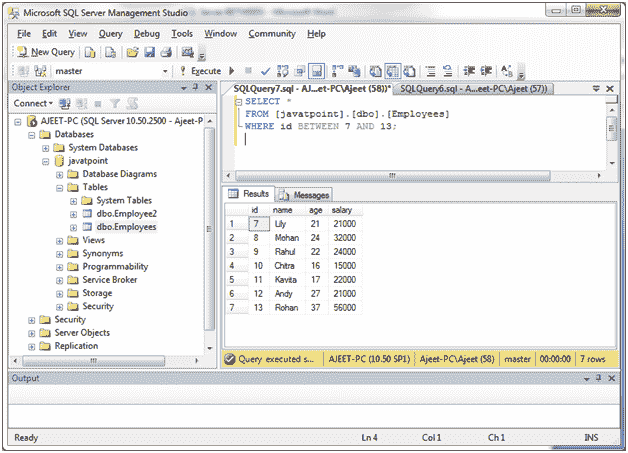 Microsoft SQL Server Management Studio
File Edit View Query Debug Tools Window Community Help
New Query
master Execute
Object Explorer
Connect
AJEET-PC (SQL Server 10.50.2500 - Ajeet-P
Databases
System Databases
javatpoint
Database Diagrams
Tables
System Tables
dbo.Employee2
dbo.Employees
Views
Synonyms
Programmability
Service Broker
Storage
Security
Security
Server Objects
Replication
SQLQuery7.sql - AJ...et-PC\Ajeet (58))* SQLQuery6.sql - A...eet-PC\Ajeet (57))
SELECT *
FROM [javatpoint].[dbo].[Employees]
WHERE id BETWEEN 7 AND 13;
Results Messages
id name age salary
1 7 Lily 21 21000
2 8 Mohan 24 32000
3 9 Rahul 22 24000
4 10 Chitra 16 15000
5 11 Kavita 17 22000
6 12 Andy 27 21000
7 13 Rohan 37 56000
Query executed s... AJEET-PC (10.50 SP1) Ajeet-PC\Ajeet (58) master 00:00:00 7 rows
Output
Ready Ln 4 Col 1 Ch 1 INS